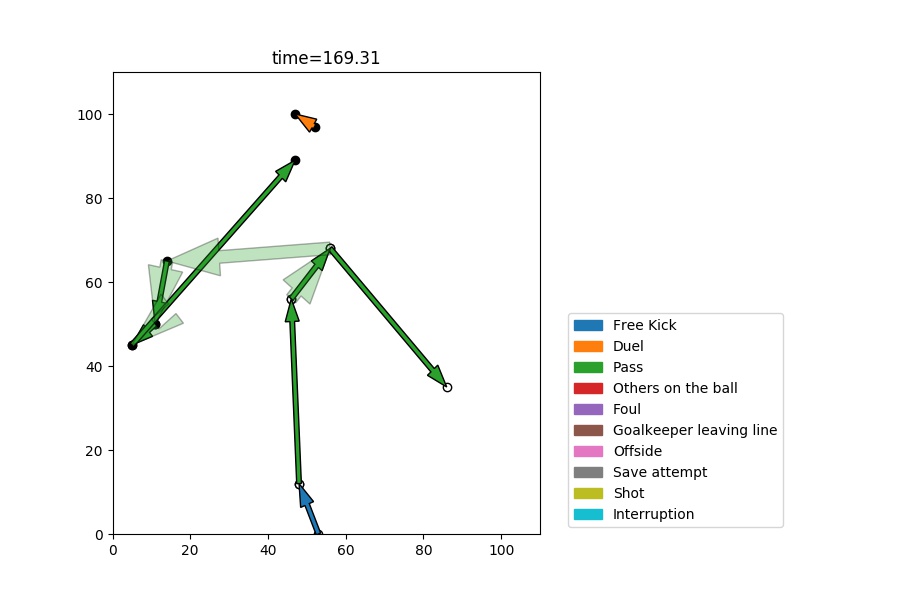 time=169.31
100
80
60
40
20
0
0 20 40 60 80 100
Free Kick
Duel
Pass
Others on the ball
Foul
Goalkeeper leaving line
Offside
Save attempt
Shot
Interruption